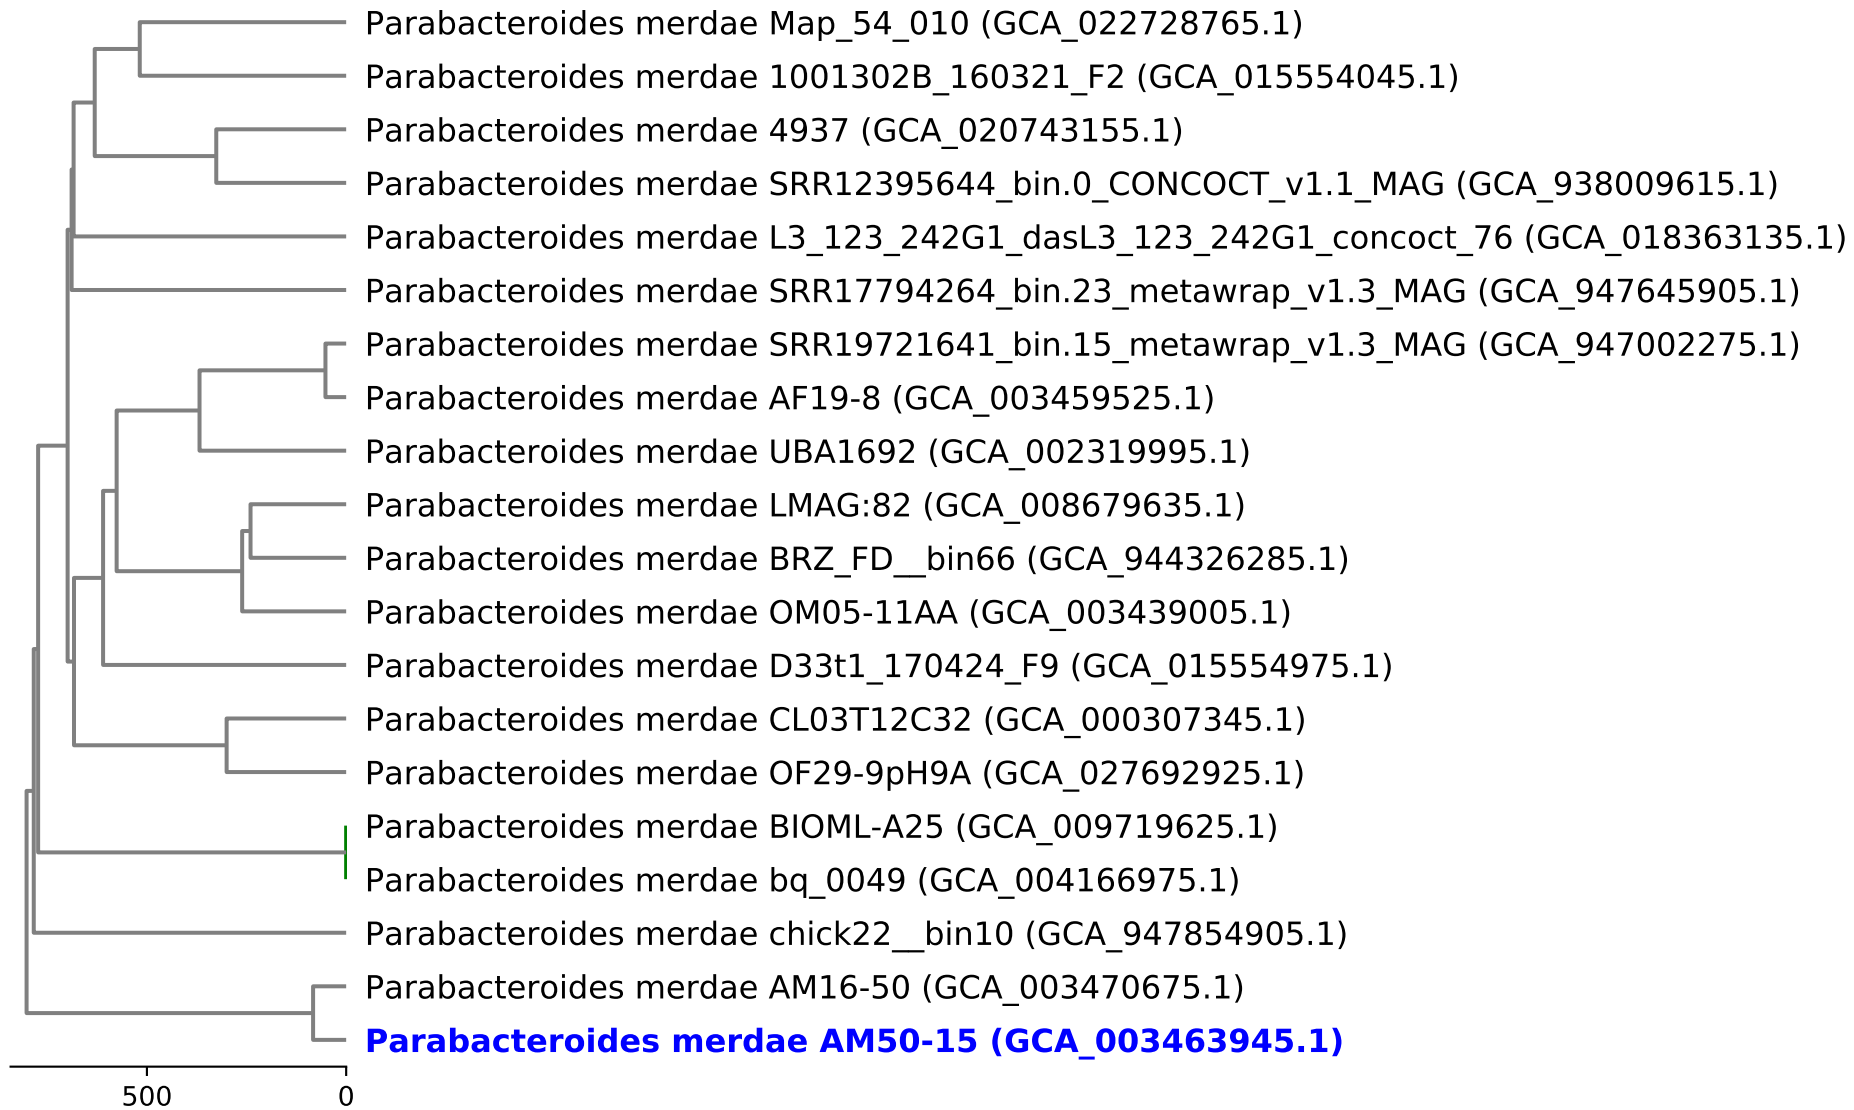 Parabacteroides merdae Map_54_010 (GCA_022728765.1)
Parabacteroides merdae 1001302B_160321_F2 (GCA_015554045.1)
Parabacteroides merdae 4937 (GCA_020743155.1)
Parabacteroides merdae SRR12395644_bin.0_CONCOCT_v1.1_MAG (GCA_938009615.1)
Parabacteroides merdae L3_123_242G1_dasL3_123_242G1_concoct_76 (GCA_018363135.1)
Parabacteroides merdae SRR17794264_bin.23_metawrap_v1.3_MAG (GCA_947645905.1)
Parabacteroides merdae SRR19721641_bin.15_metawrap_v1.3_MAG (GCA_947002275.1)
Parabacteroides merdae AF19-8 (GCA_003459525.1)
Parabacteroides merdae UBA1692 (GCA_002319995.1)
Parabacteroides merdae LMAG:82 (GCA_008679635.1)
Parabacteroides merdae BRZ_FD__bin66 (GCA_944326285.1)
Parabacteroides merdae OM05-11AA (GCA_003439005.1)
Parabacteroides merdae D33t1_170424_F9 (GCA_015554975.1)
Parabacteroides merdae CL03T12C32 (GCA_000307345.1)
Parabacteroides merdae OF29-9pH9A (GCA_027692925.1)
Parabacteroides merdae BIOML-A25 (GCA_009719625.1)
Parabacteroides merdae bq_0049 (GCA_004166975.1)
Parabacteroides merdae chick22__bin10 (GCA_947854905.1)
Parabacteroides merdae AM16-50 (GCA_003470675.1)
Parabacteroides merdae AM50-15 (GCA_003463945.1)
500 0